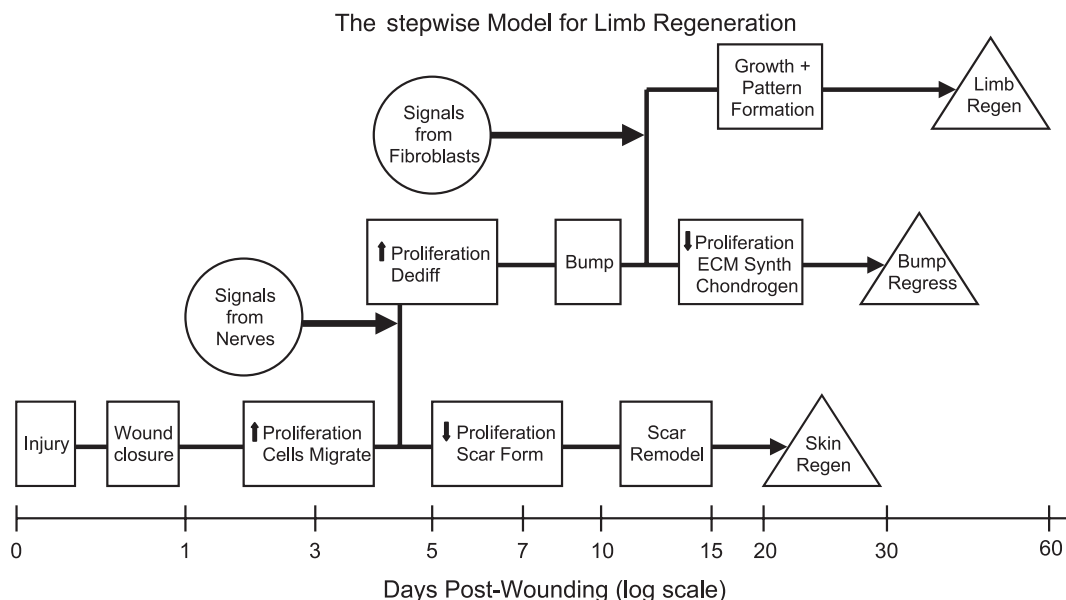 The stepwise Model for Limb Regeneration
Signals
from
Fibroblasts
Growth +
Pattern
Formation
Limb
Regen
Signals
from
Nerves
⬆ Proliferation
Dediff
Bump
⬇ Proliferation
ECM Synth
Chondrogen
Bump
Regress
Injury
Wound
closure
⬆ Proliferation
Cells Migrate
⬇ Proliferation
Scar Form
Scar
Remodel
Skin
Regen
0 1 3 5 7 10 15 20 30 60
Days Post-Wounding (log scale)